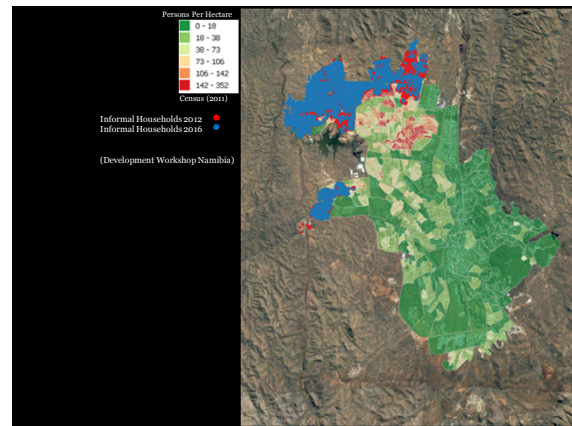 Persons Per Hectare
0 - 18
18 - 38
38 - 73
73 - 106
106 - 142
142 - 352
Census (2011)
Informal Households 2012
Informal Households 2016
(Development Workshop Namibia)